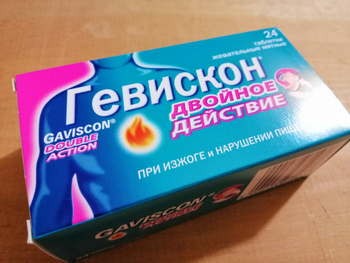 24
таблетки
жевательные мятные
Гевискон®
GAVISCON®
DOUBLE
ACTION
ДВОЙНОЕ
ДЕЙСТВИЕ
ПРИ ИЗЖОГЕ и НАРУШЕНИИ
GAVISCON®